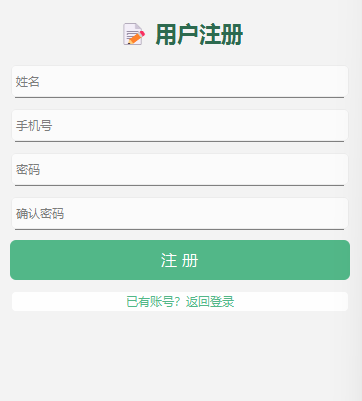 用户注册
姓名
手机号
密码
确认密码
注 册
已有账号？返回登录